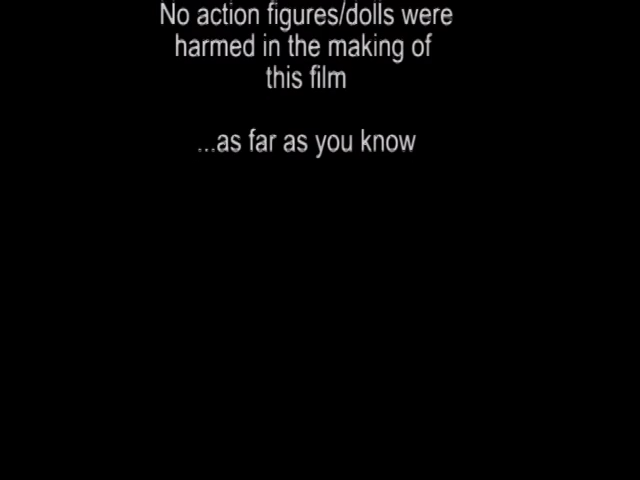 No action figures/dolls were
harmed in the making of
this film
...as far as you know